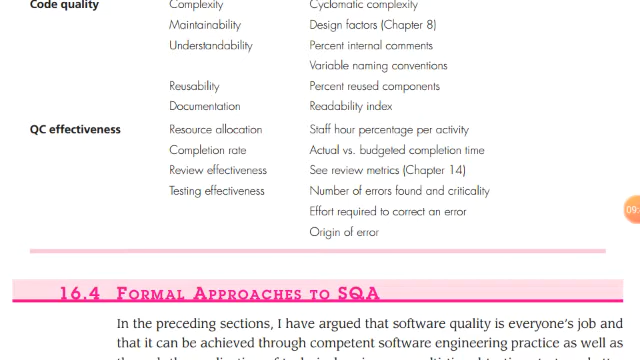 Code quality Complexity Cyclomatic complexity
Maintainability Design factors (Chapter 8)
Understandability Percent internal comments
Variable naming conventions
Reusability Percent reused components
Documentation Readability index
QC effectiveness Resource allocation Staff hour percentage per activity
Completion rate Actual vs. budgeted completion time
Review effectiveness See review metrics (Chapter 14)
Testing effectiveness Number of errors found and criticality
Effort required to correct an error
Origin of error
09:
16.4 FORMAL APPROACHES TO SQA
In the preceding sections, I have argued that software quality is everyone's job and
that it can be achieved through competent software engineering practice as well as